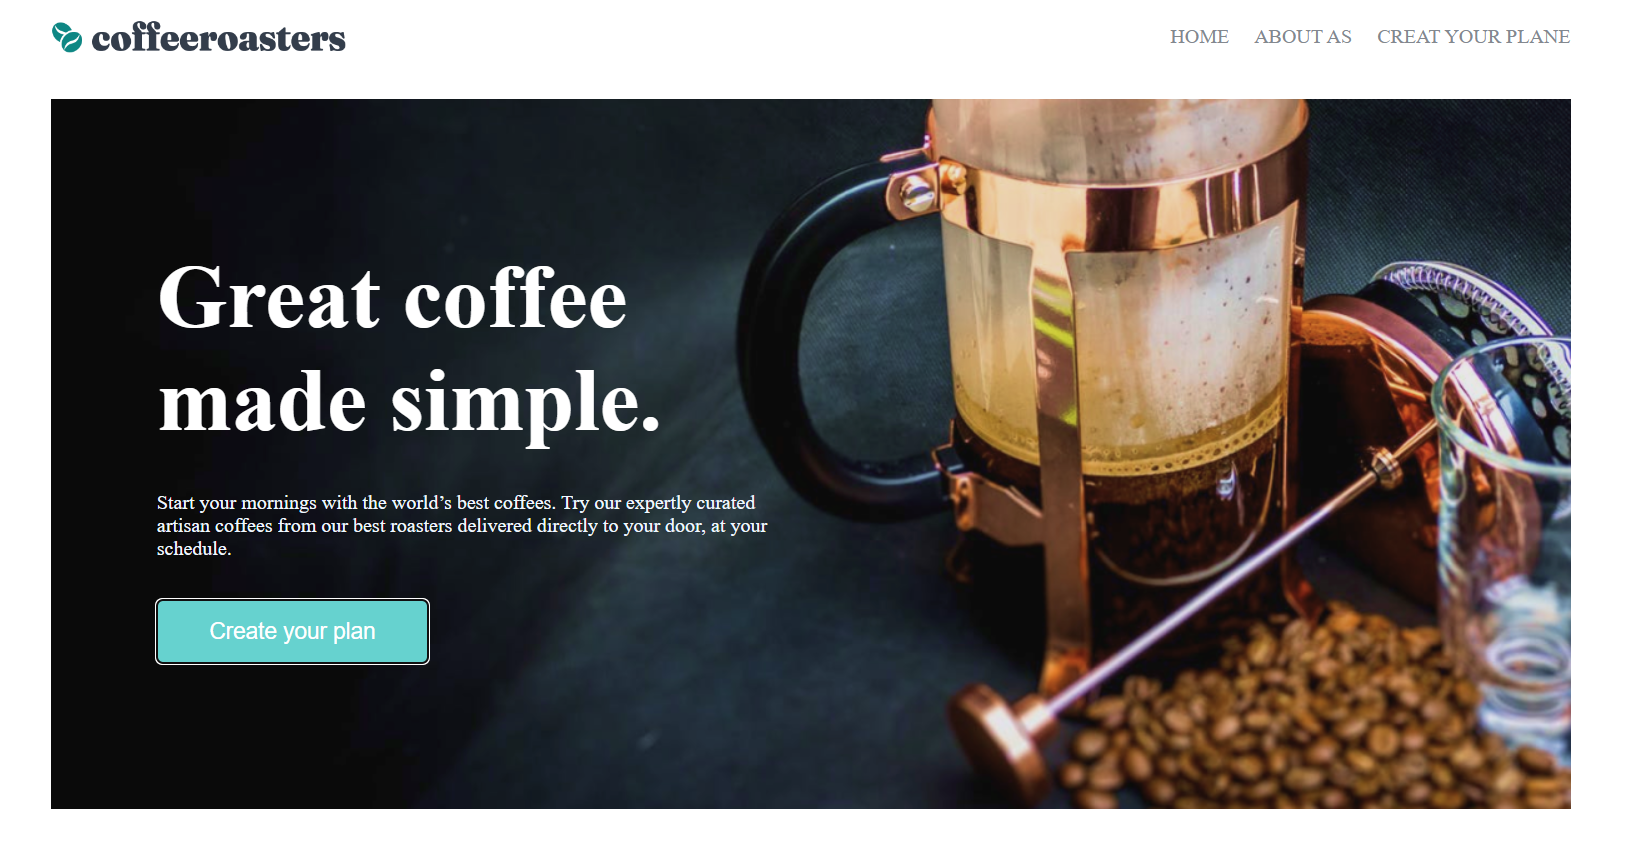 coffeeroasters
HOME ABOUT AS CREAT YOUR PLANE
Great coffee
made simple.
Start your mornings with the world’s best coffees. Try our expertly curated
artisan coffees from our best roasters delivered directly to your door, at your
schedule.
Create your plan